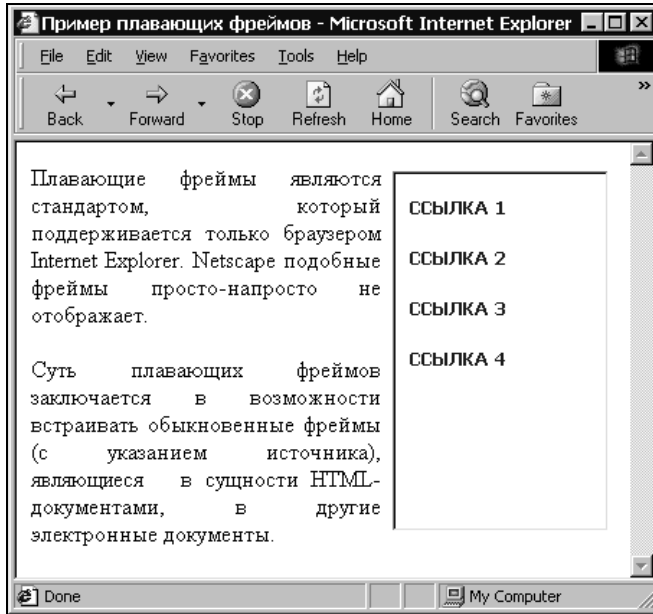 Пример плавающих фреймов - Microsoft Internet Explorer
File Edit View Favorites Tools Help
Back Forward Stop Refresh Home Search Favorites »
Плавающие фреймы являются
стандартом, который
поддерживается только браузером
Internet Explorer. Netscape подобные
фреймы просто-напросто не
отображает.
Суть плавающих фреймов
заключается в возможности
встраивать обыкновенные фреймы
(с указанием источника),
являющиеся в сущности HTML-
документами, в другие
электронные документы.
ССЫЛКА 1
ССЫЛКА 2
ССЫЛКА 3
ССЫЛКА 4
Done My Computer